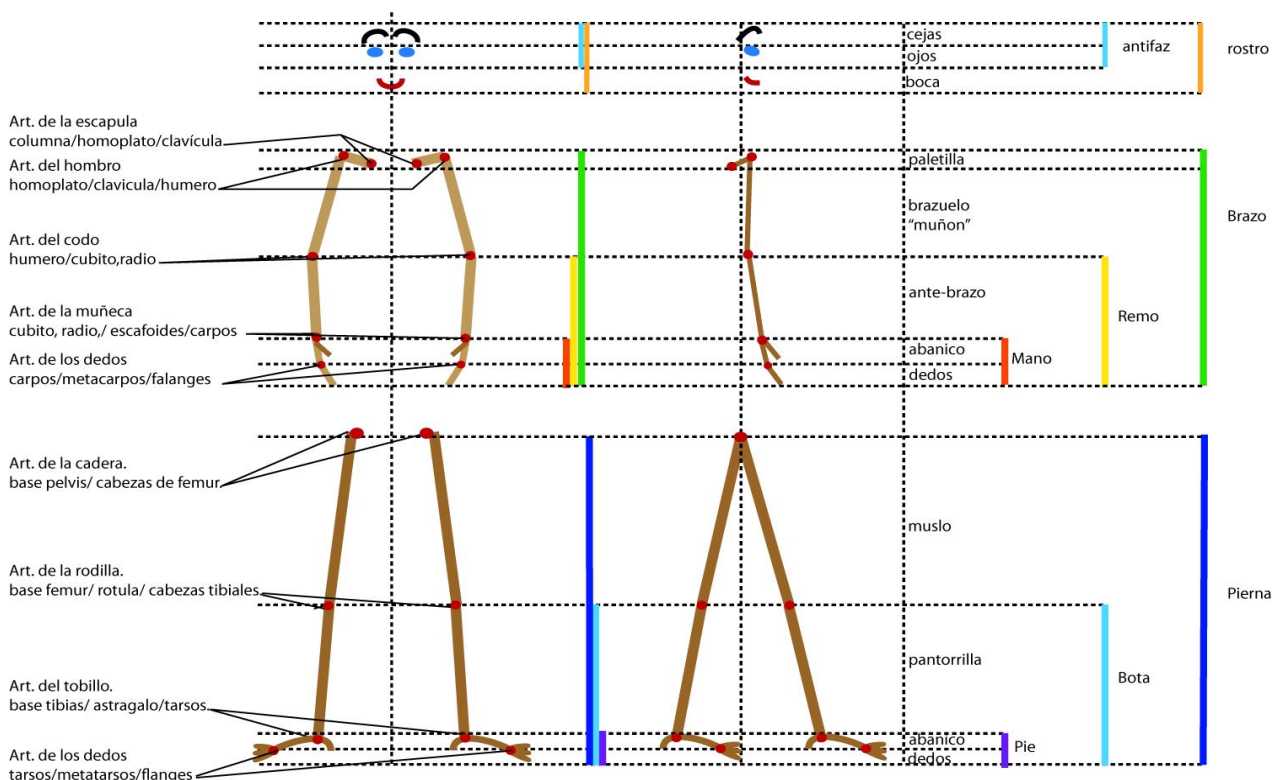 cejas
antifaz
rostro
ojos
boca
Art. de la escapula
columna/homoplato/clavícula
Art. del hombro
homoplato/clavicula/humero
paletilla
brazuelo
"muñon"
Brazo
Art. del codo
humero/cubito,radio
ante-brazo
Remo
Art. de la muñeca
cubito, radio,/ escafoides/carpos
abanico
Mano
Art. de los dedos
carpos/metacarpos/falanges
dedos
Art. de la cadera.
base pelvis/ cabezas de femur
muslo
Art. de la rodilla.
base femur/ rotula/ cabezas tibiales
Pierna
pantorrilla
Bota
Art. del tobillo.
base tibias/ astragalo/tarsos
abanico
Pie
dedos
Art. de los dedos
tarsos/metatarsos/flanges